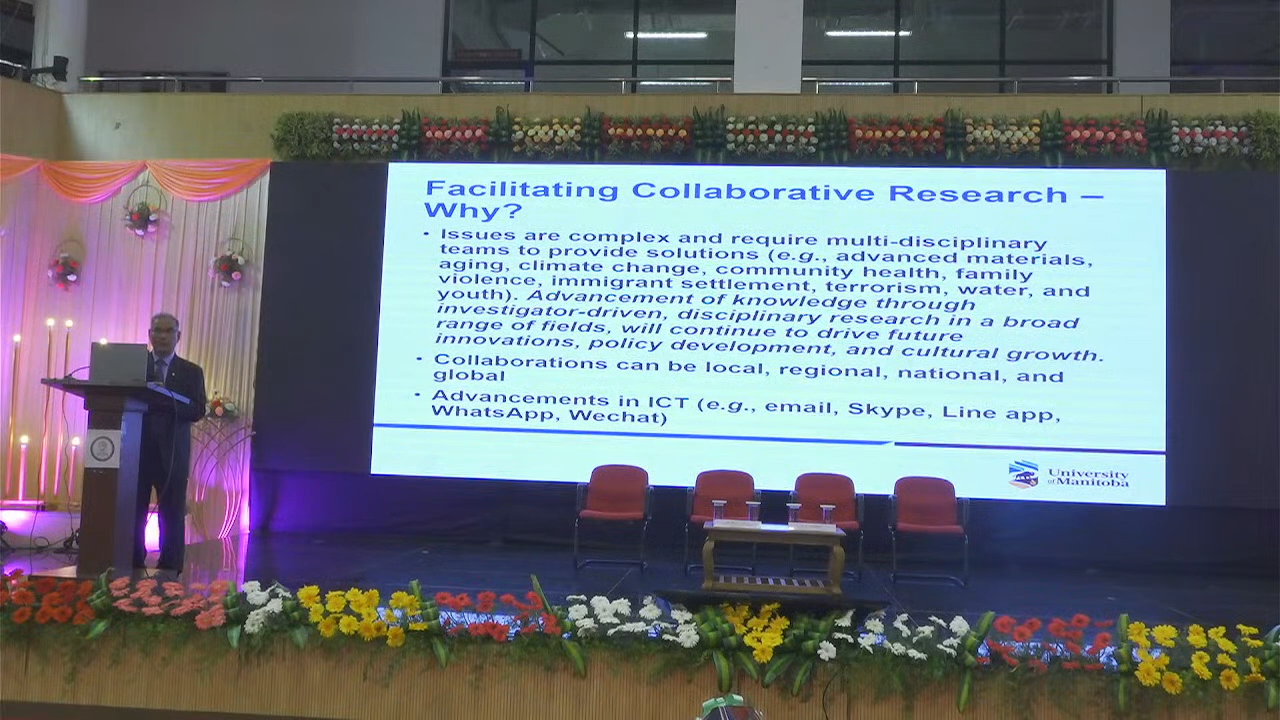 Facilitating Collaborative Research –
Why?
• Issues are complex and require multi-disciplinary
teams to provide solutions (e.g., advanced materials,
aging, climate change, community health, family
violence, immigrant settlement, terrorism, water, and
youth). Advancement of knowledge through
investigator-driven, disciplinary research in a broad
range of fields, will continue to drive future
innovations, policy development, and cultural growth.
• Collaborations can be local, regional, national, and
global
• Advancements in ICT (e.g., email, Skype, Line app,
WhatsApp, Wechat)
University
of Manitoba